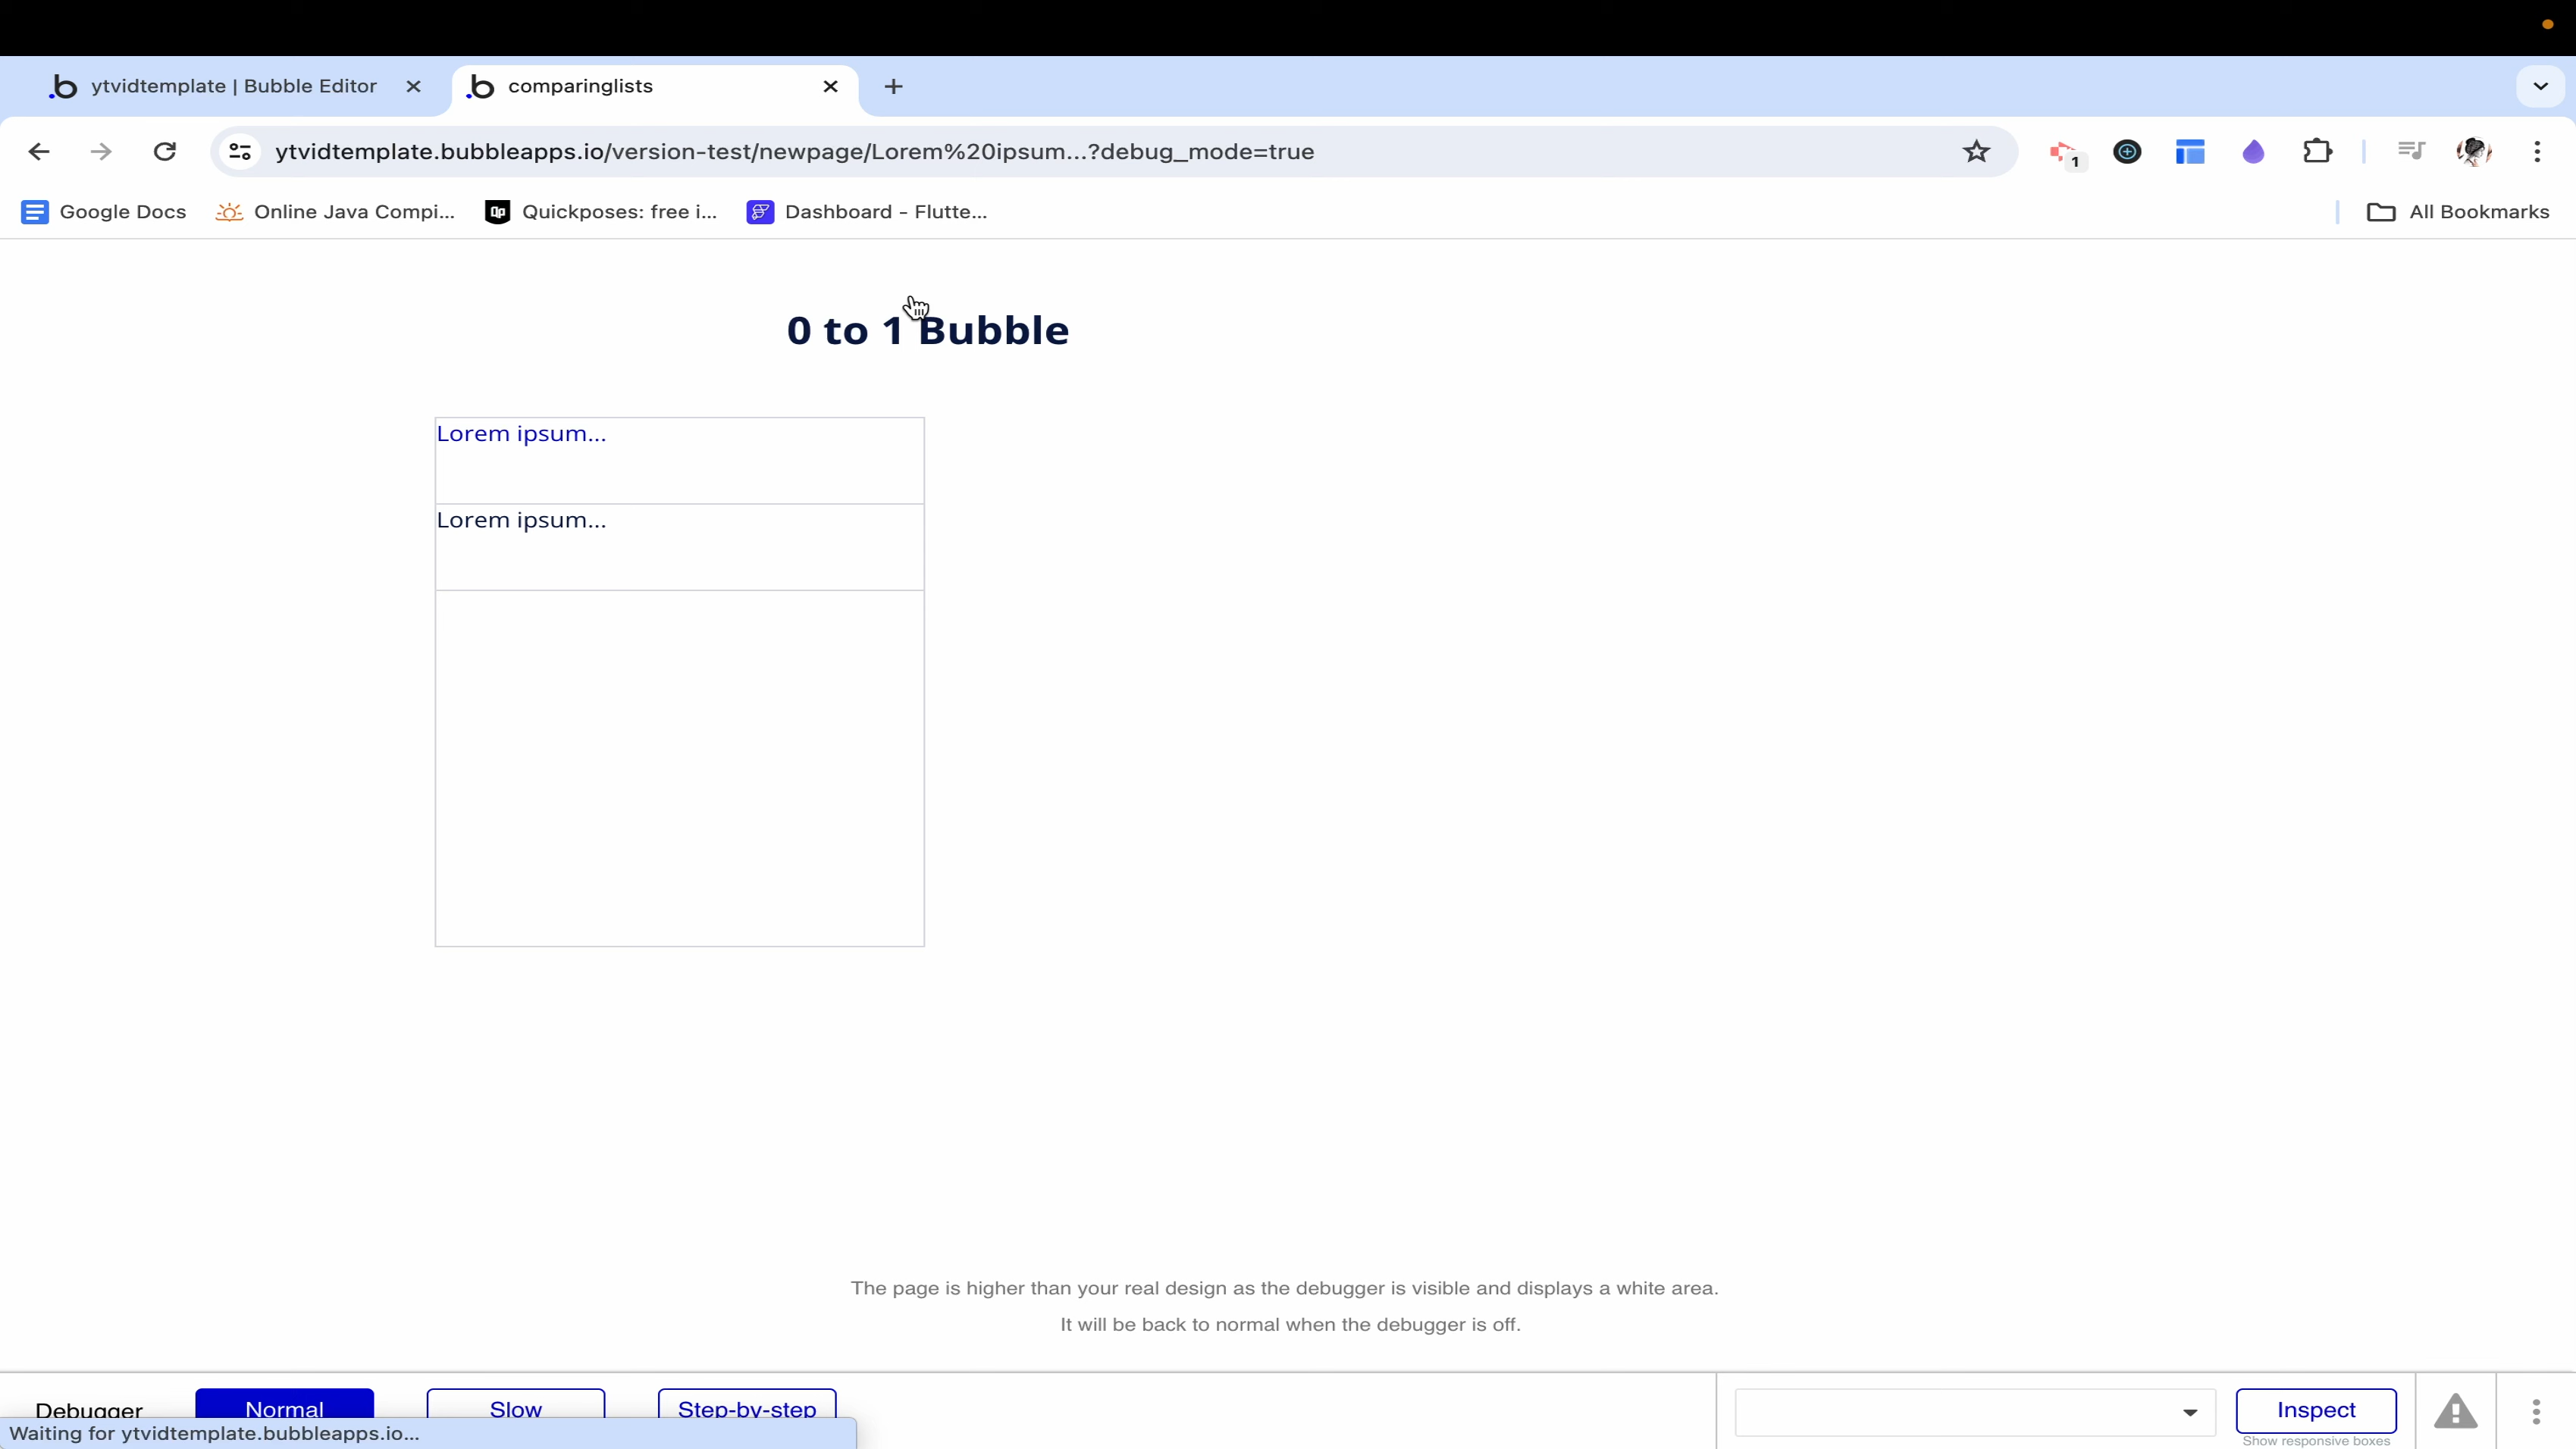 ytvidtemplate | Bubble Editor
comparinglists
ytvidtemplate.bubbleapps.io/version-test/newpage/Lorem%20ipsum...?debug_mode=true
1
Google Docs
Online Java Compi...
Qp
Quickposes: free i...
Dashboard - Flutte...
All Bookmarks
0 to 1 Bubble
Lorem ipsum...
Lorem ipsum...
The page is higher than your real design as the debugger is visible and displays a white area.
It will be back to normal when the debugger is off.
Debugger
Normal
Slow
Step-by-step
Inspect
Show responsive boxes
Waiting for ytvidtemplate.bubbleapps.io...